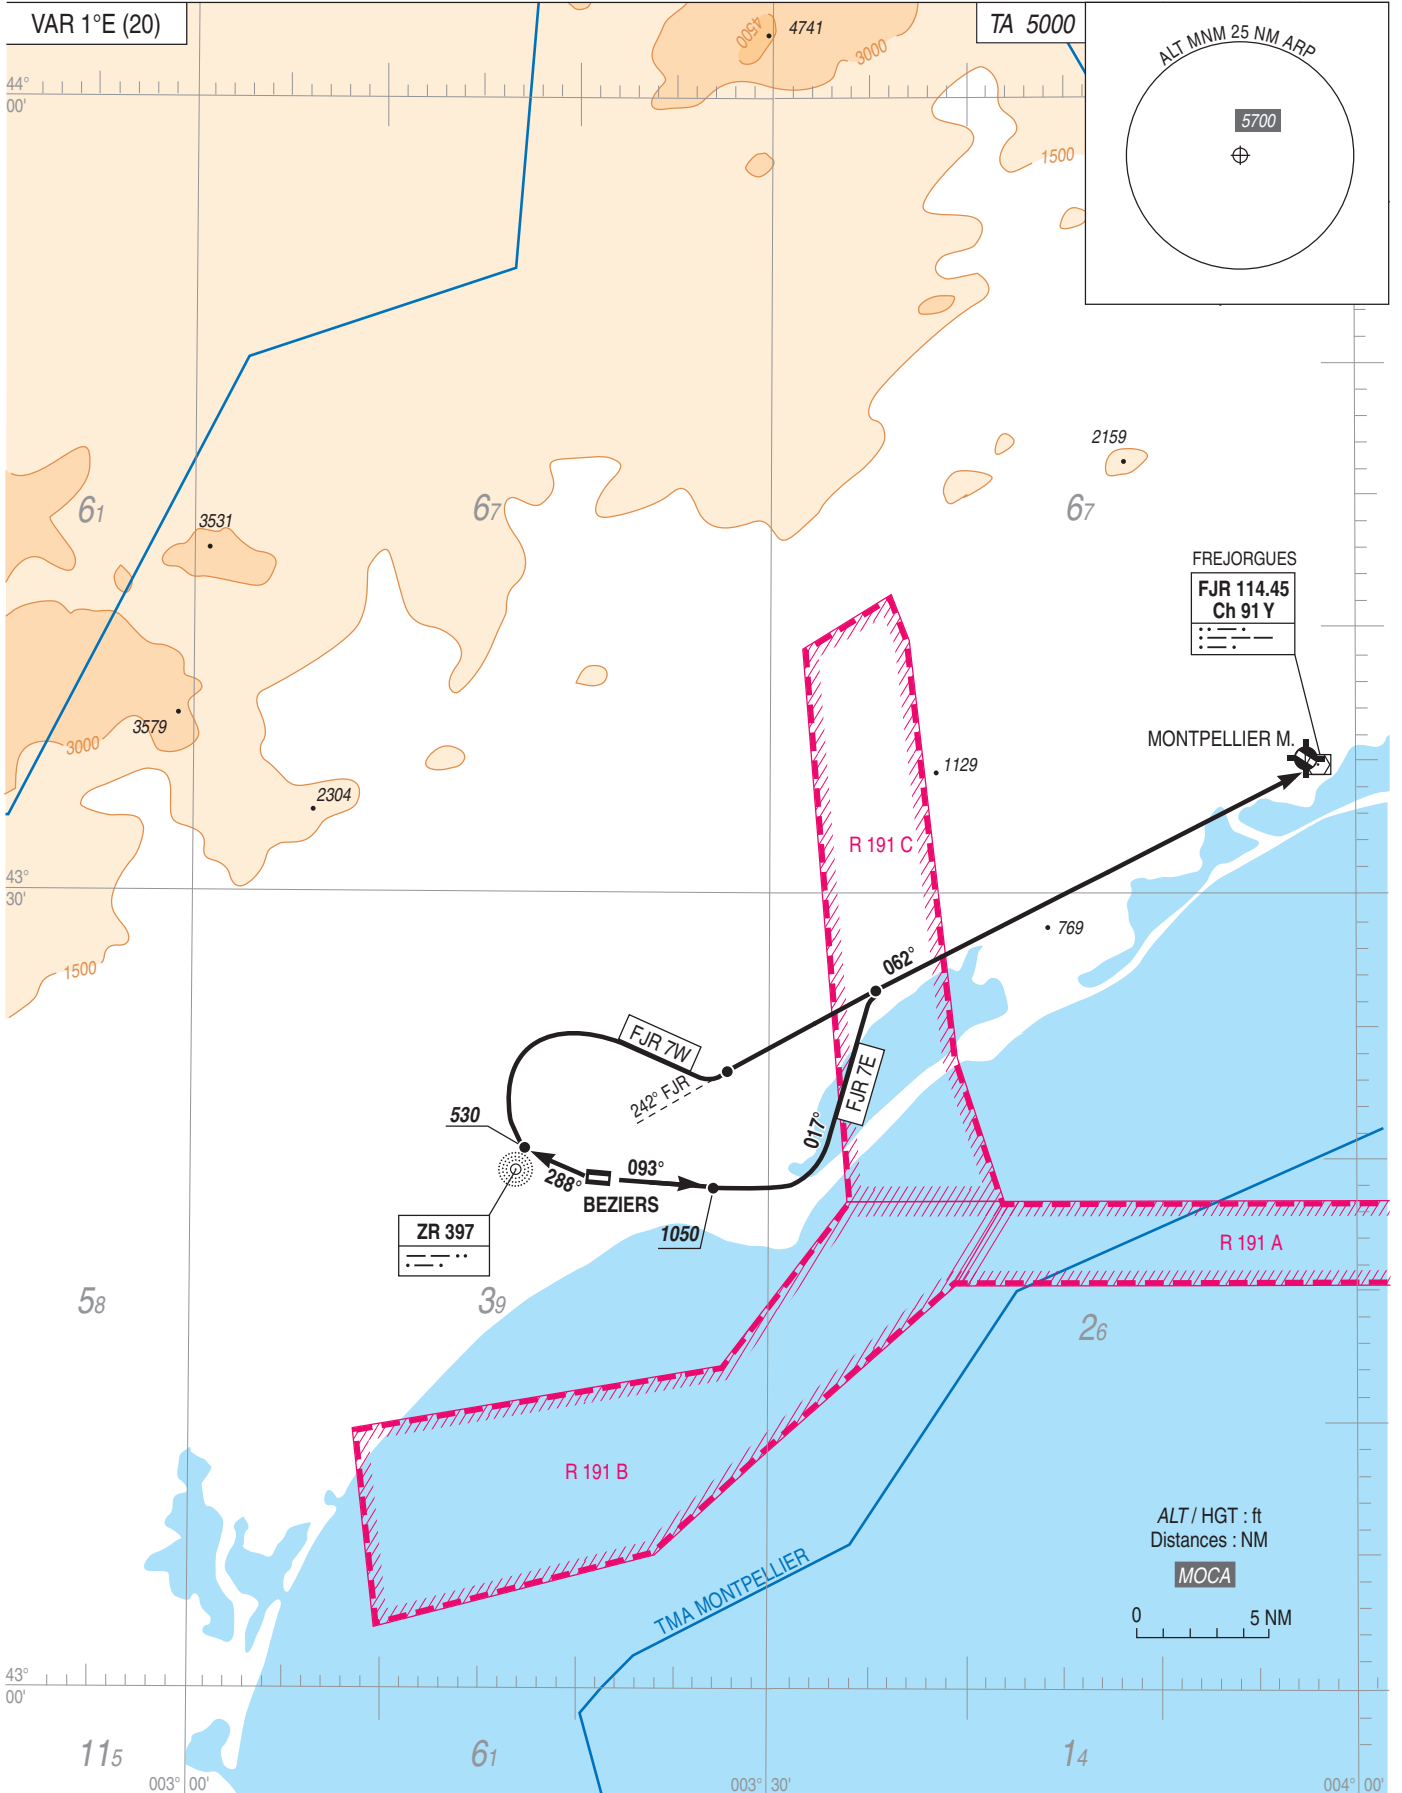 VAR 1°E (20)
4741
TA 5000
4500
3000
ALT MNM 25 NM ARP
5700
44°
00'
1500
2159
61
67
67
3531
FREJORGUES
FJR 114.45
Ch 91 Y
3579
3000
MONTPELLIER M.
1129
2304
R 191 C
43°
30'
769
1500
062°
FJR 7W
242° FJR
FJR 7E
530
017°
288°
093°
BEZIERS
1050
ZR 397
R 191 A
58
39
26
R 191 B
ALT / HGT : ft
Distances : NM
MOCA
TMA MONTPELLIER
0 5 NM
43°
00'
115
61
14
003° 00'
003° 30'
004° 00'